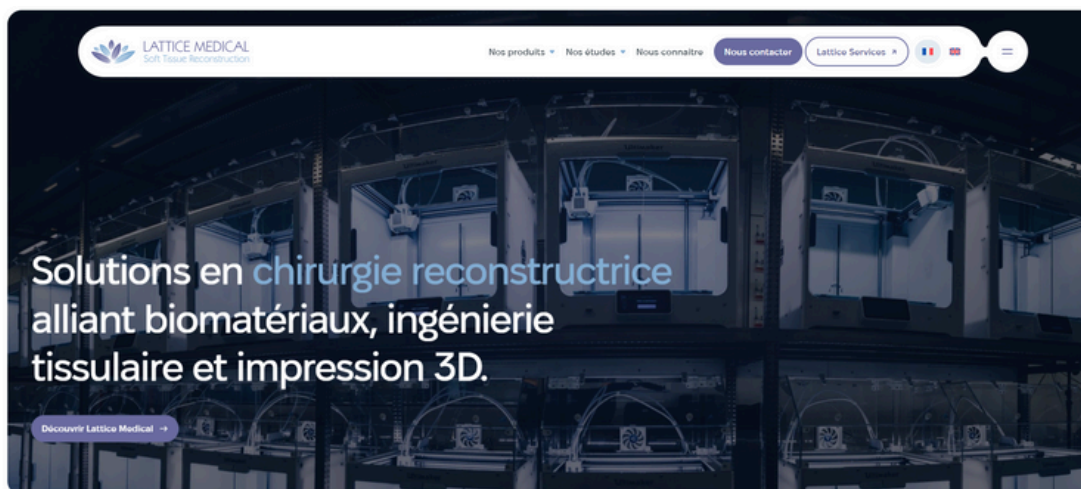 LATTICE MEDICAL
Soft Tissue Reconstruction
Nos produits
Nos études
Nous connaître
Nous contacter
Lattice Services
Ultimaker
Solutions en chirurgie reconstructrice
alliant biomatériaux, ingénierie
tissulaire et impression 3D.
Découvrir Lattice Medical